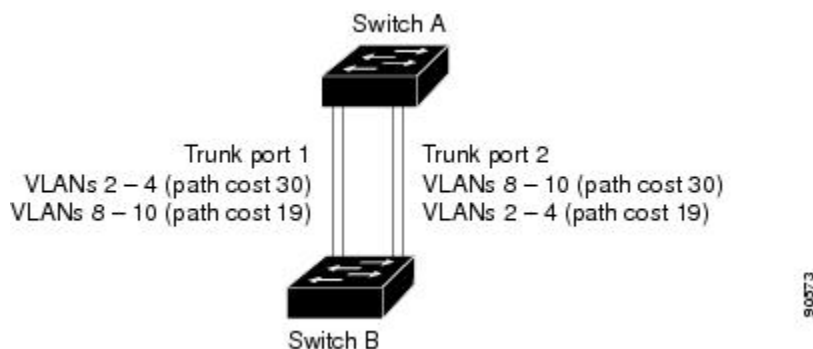 Switch A
Trunk port 1
VLANs 2 – 4 (path cost 30)
VLANs 8 – 10 (path cost 19)
Trunk port 2
VLANs 8 – 10 (path cost 30)
VLANs 2 – 4 (path cost 19)
Switch B
90573